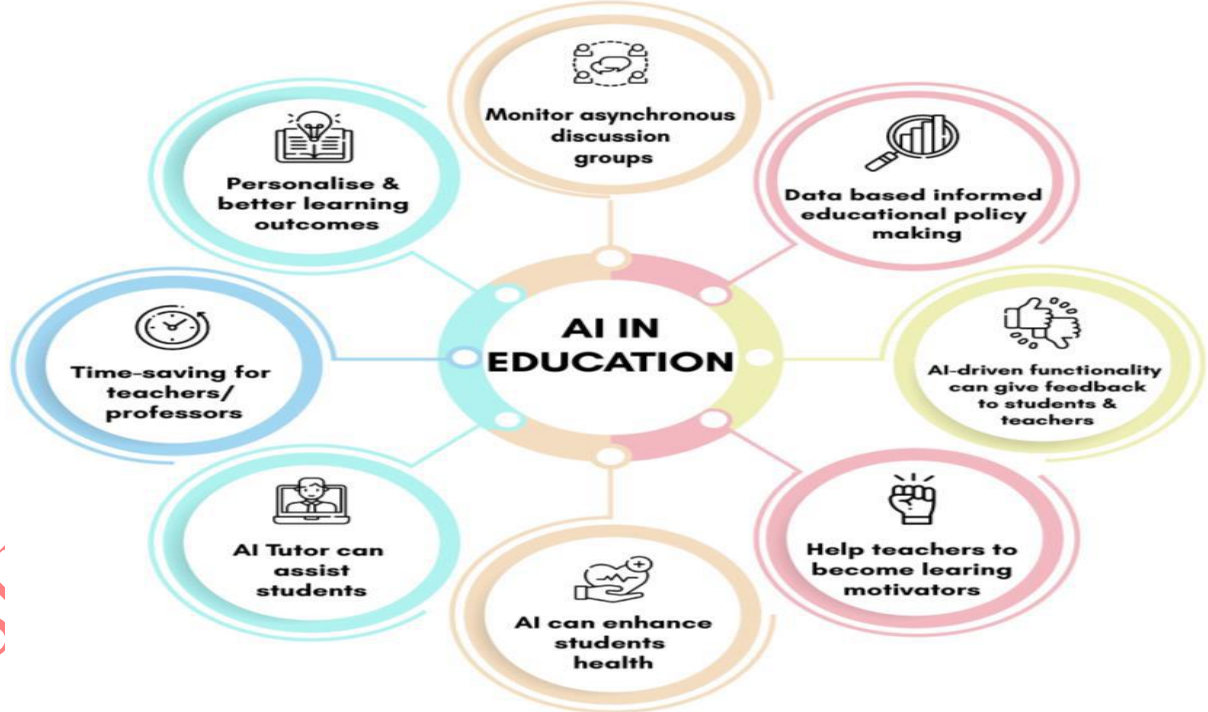 Monitor asynchronous
discussion
groups
Data based informed
educational policy
making
AI-driven functionality
can give feedback
to students &
teachers
Help teachers to
become learing
motivators
AI can enhance
students
health
AI Tutor can
assist
students
Time-saving for
teachers/
professors
Personalise &
better learning
outcomes
AI IN
EDUCATION